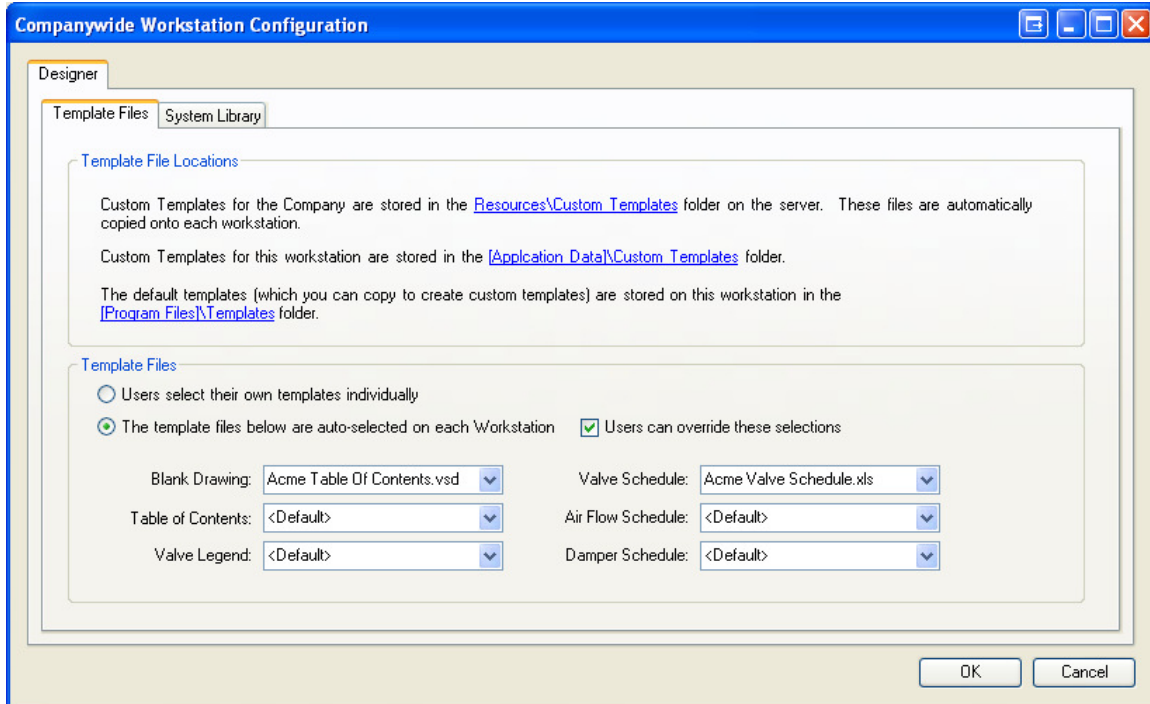 Companywide Workstation Configuration
Designer
Template Files System Library
Template File Locations
Custom Templates for the Company are stored in the Resources\Custom Templates folder on the server. These files are automatically
copied onto each workstation.
Custom Templates for this workstation are stored in the [Applcation Data]\Custom Templates folder.
The default templates (which you can copy to create custom templates) are stored on this workstation in the
[Program Files]\Templates folder.
Template Files
Users select their own templates individually
The template files below are auto-selected on each Workstation Users can override these selections
Blank Drawing: Acme Table Of Contents.vsd Valve Schedule: Acme Valve Schedule.xls
Table of Contents: <Default> Air Flow Schedule: <Default>
Valve Legend: <Default> Damper Schedule: <Default>
OK Cancel